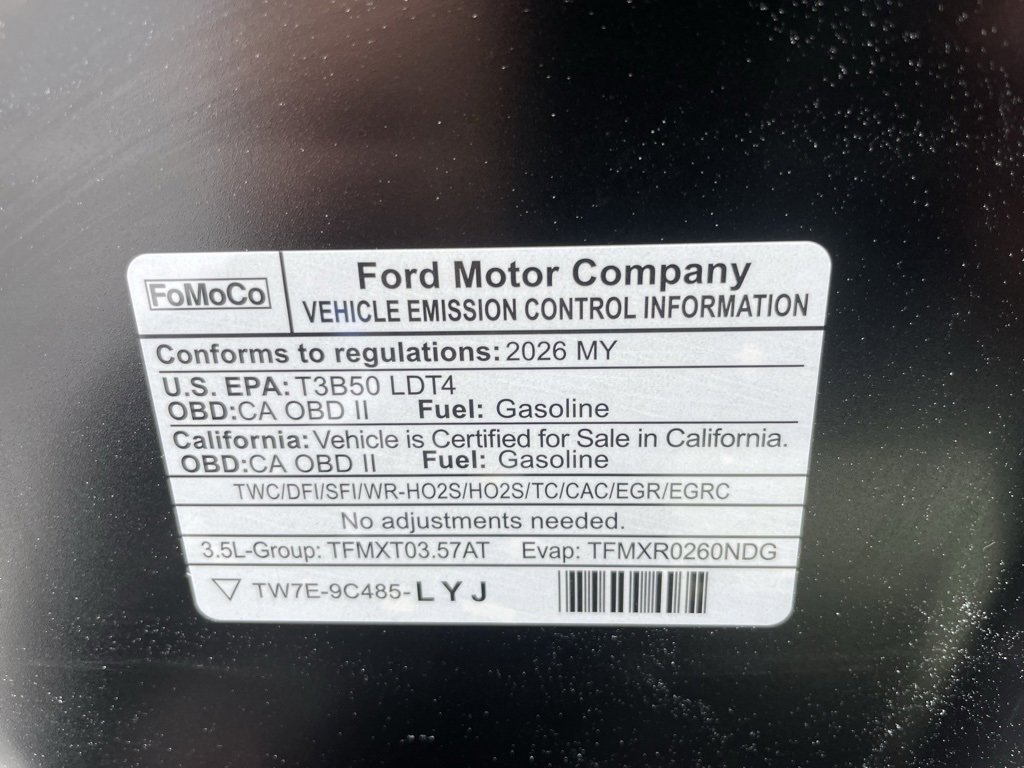 FoMoCo
Ford Motor Company
VEHICLE EMISSION CONTROL INFORMATION
Conforms to regulations: 2026 MY
U.S. EPA: T3B50 LDT4
OBD:CA OBD II Fuel: Gasoline
California: Vehicle is Certified for Sale in California.
OBD:CA OBD II Fuel: Gasoline
TWC/DFI/SFI/WR-HO2S/HO2S/TC/CAC/EGR/EGRC
No adjustments needed.
3.5L-Group: TFMXT03.57AT Evap: TFMXR0260NDG
TW7E-9C485-LYJ